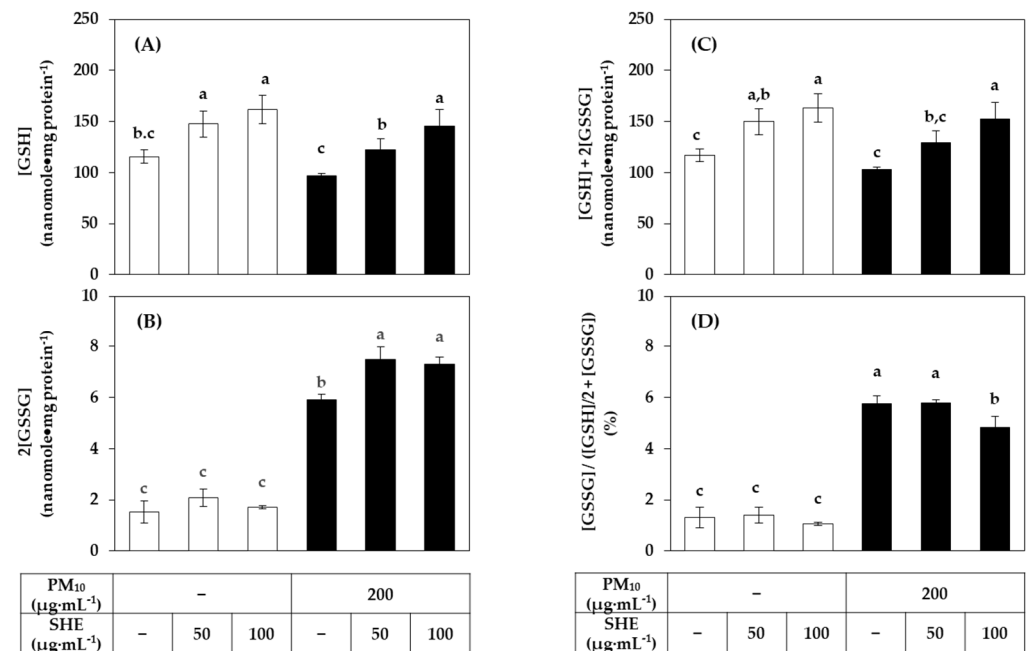 (A)
[GSH]
(nanomole•mg protein⁻¹)
250
200
150
100
50
0
b.c
a
a
c
b
a
(C)
[GSH] + 2[GSSG]
(nanomole•mg protein⁻¹)
250
200
150
100
50
0
c
a,b
a
c
b,c
a
(B)
2[GSSG]
(nanomole•mg protein⁻¹)
10
8
6
4
2
0
c
c
c
b
a
a
(D)
[GSSG] / ([GSH]/2 + [GSSG])
(%)
10
8
6
4
2
0
c
c
c
a
a
b
PM₁₀
(µg·mL⁻¹)
– 200
SHE
(µg·mL⁻¹)
– 50 100 – 50 100
PM₁₀
(µg·mL⁻¹)
– 200
SHE
(µg·mL⁻¹)
– 50 100 – 50 100